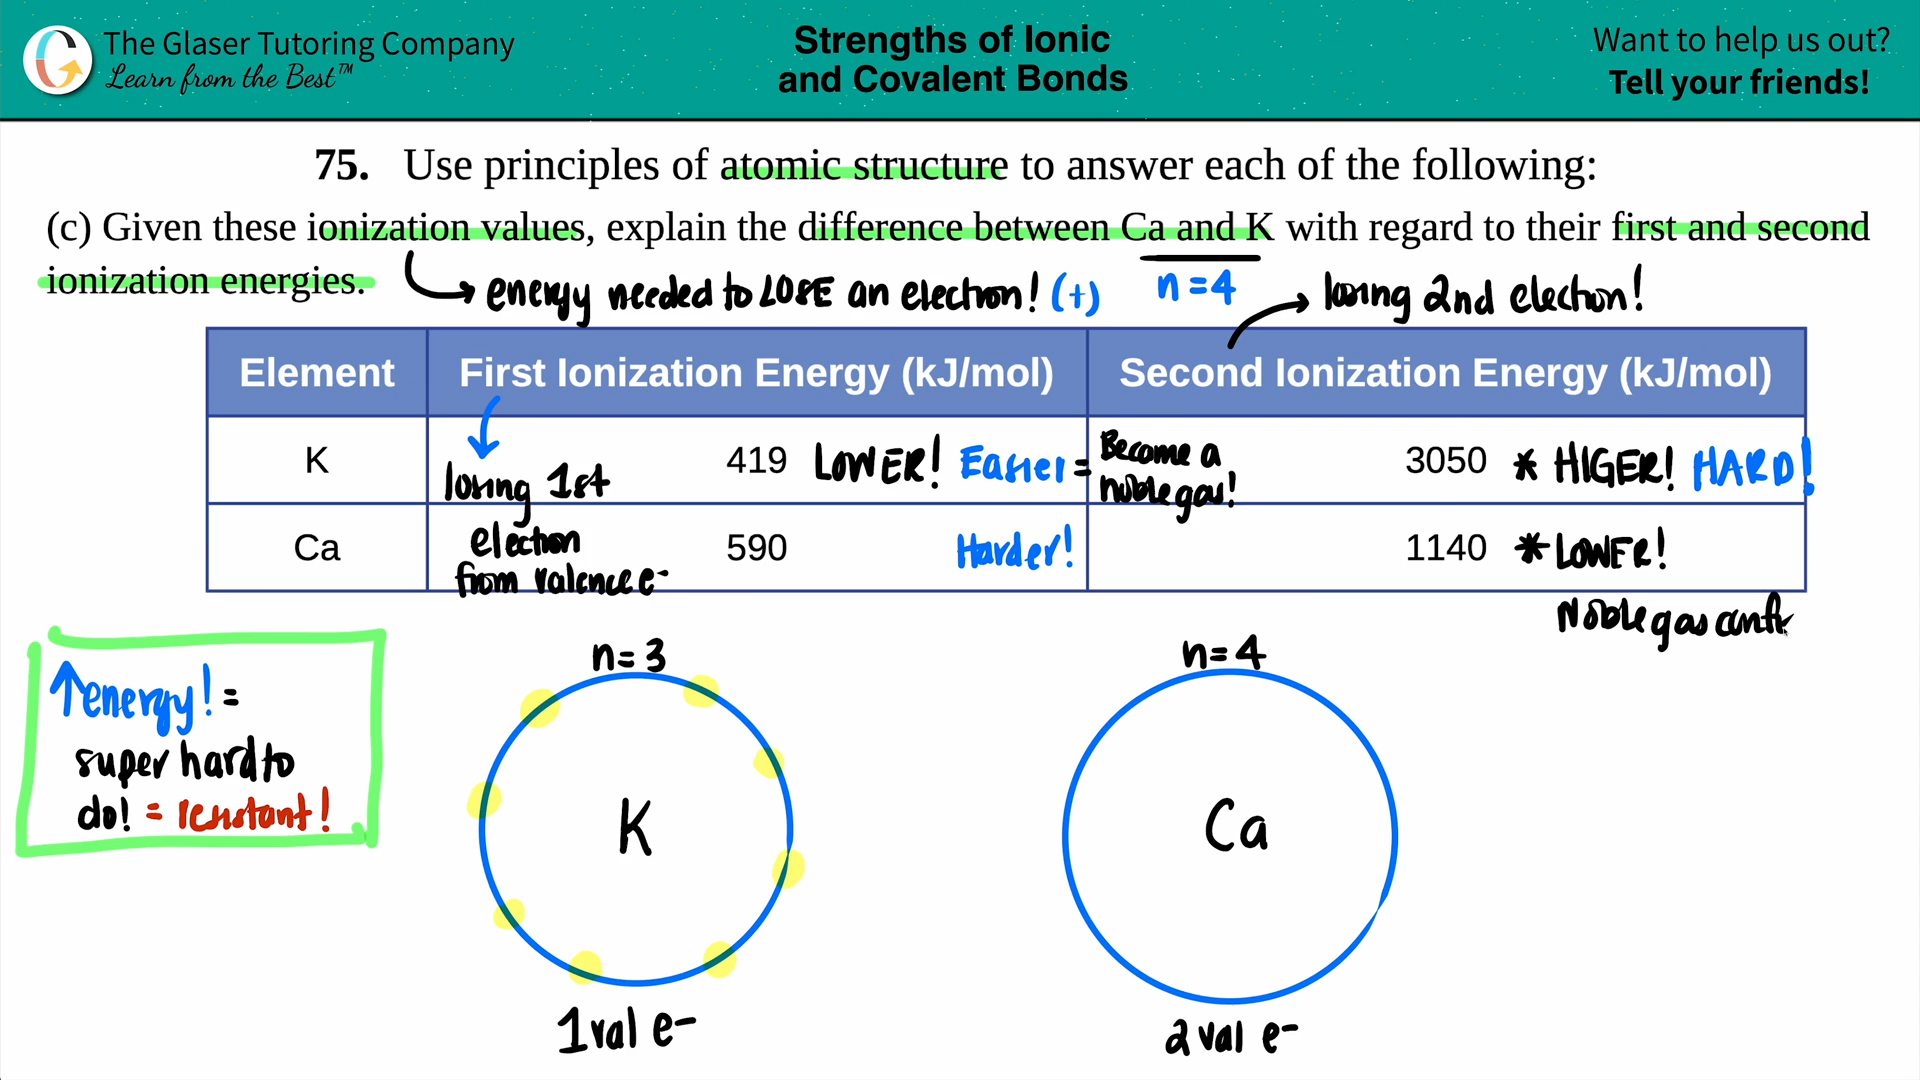 The Glaser Tutoring Company
Learn from the Best™
Strengths of Ionic
and Covalent Bonds
Want to help us out?
Tell your friends!
75. Use principles of atomic structure to answer each of the following:
(c) Given these ionization values, explain the difference between Ca and K with regard to their first and second
ionization energies.
energy needed to LOSE an electron! (+)
n=4
losing 2nd electron!
Element First Ionization Energy (kJ/mol) Second Ionization Energy (kJ/mol)
K 419 LOWER! Easier = Become a noble gas! 3050 * HIGER! HARD!
losing 1st
electron
from valence e-
Ca 590 Harder! 1140 * LOWER!
Noble gas
↑energy! =
super hard to
do! = resistant!
n=3
K
1 val e-
n=4
Ca
2 val e-